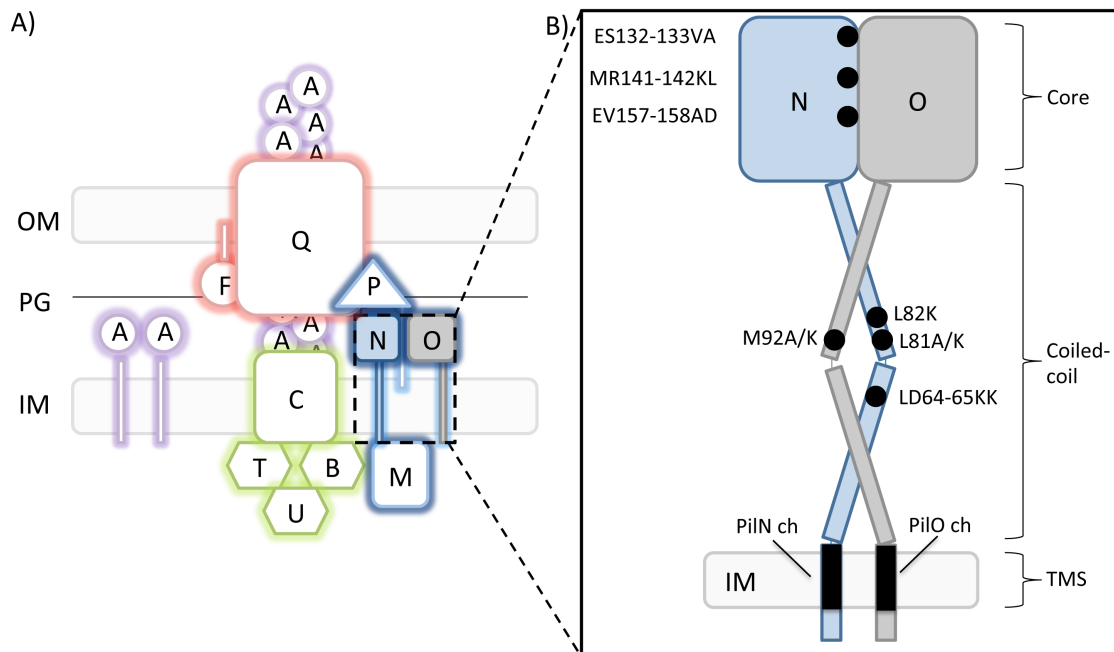 A)
A
A
A
A
A
OM
Q
F
P
PG
A
A
A
A
N
O
IM
C
T
B
M
U
B)
ES132-133VA
MR141-142KL
EV157-158AD
N
O
Core
L82K
M92A/K
L81A/K
Coiled-
coil
LD64-65KK
PilN ch
PilO ch
IM
TMS